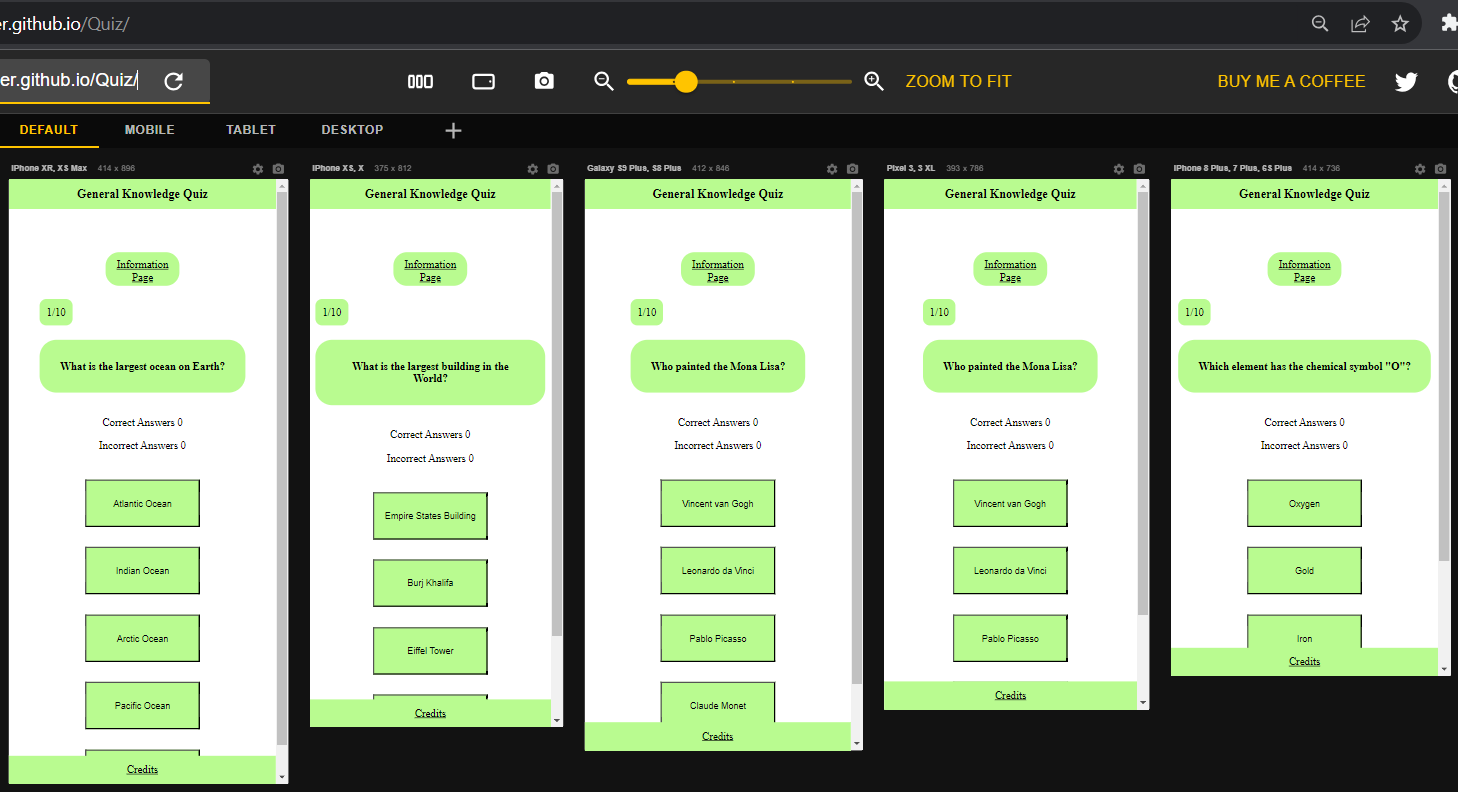 er.github.io/Quiz/
er.github.io/Quiz/
ZOOM TO FIT
BUY ME A COFFEE
DEFAULT
MOBILE
TABLET
DESKTOP
iPhone XR, XS Max 414 x 896
General Knowledge Quiz
Information
Page
1/10
What is the largest ocean on Earth?
Correct Answers 0
Incorrect Answers 0
Atlantic Ocean
Indian Ocean
Arctic Ocean
Pacific Ocean
Credits
iPhone XS, X 375 x 812
General Knowledge Quiz
Information
Page
1/10
What is the largest building in the
World?
Correct Answers 0
Incorrect Answers 0
Empire States Building
Burj Khalifa
Eiffel Tower
Credits
Galaxy S9 Plus, S8 Plus 412 x 846
General Knowledge Quiz
Information
Page
1/10
Who painted the Mona Lisa?
Correct Answers 0
Incorrect Answers 0
Vincent van Gogh
Leonardo da Vinci
Pablo Picasso
Claude Monet
Credits
Pixel 3, 3 XL 393 x 786
General Knowledge Quiz
Information
Page
1/10
Who painted the Mona Lisa?
Correct Answers 0
Incorrect Answers 0
Vincent van Gogh
Leonardo da Vinci
Pablo Picasso
Credits
iPhone 8 Plus, 7 Plus, 6S Plus 414 x 736
General Knowledge Quiz
Information
Page
1/10
Which element has the chemical symbol "O"?
Correct Answers 0
Incorrect Answers 0
Oxygen
Gold
Iron
Credits